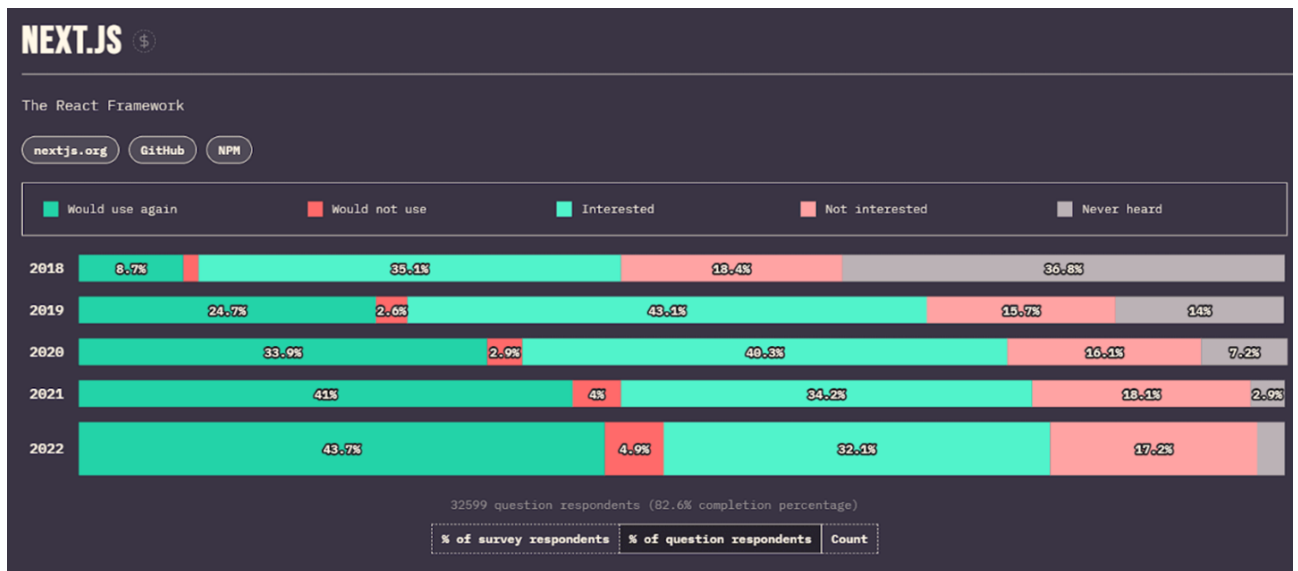 NEXT.JS $
The React Framework
nextjs.org GitHub NPM
Would use again Would not use Interested Not interested Never heard
2018 8.7% 35.1% 18.4% 36.8%
2019 24.7% 2.6% 43.1% 15.7% 14%
2020 33.9% 2.9% 40.3% 16.1% 7.2%
2021 41% 4% 34.2% 18.1% 2.9%
2022 43.7% 4.9% 32.1% 17.2%
32599 question respondents (82.6% completion percentage)
% of survey respondents % of question respondents Count